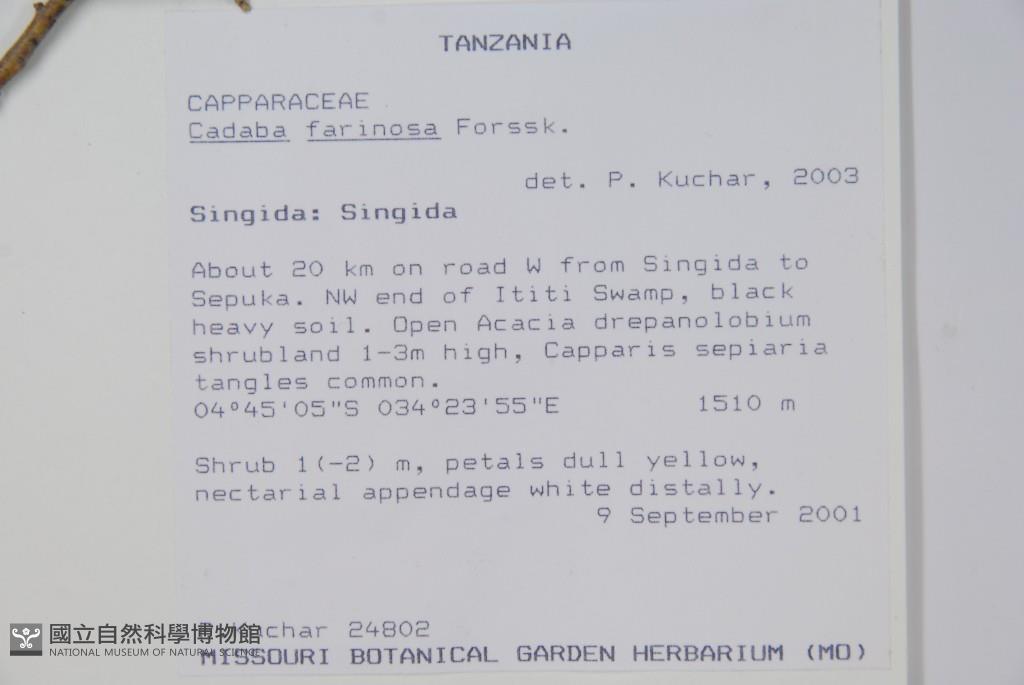 TANZANIA
CAPPARACEAE
Cadaba farinosa Forssk.
det. P. Kuchar, 2003
Singida: Singida
About 20 km on road W from Singida to
Sepuka. NW end of Ititi Swamp, black
heavy soil. Open Acacia drepanolobium
shrubland 1-3m high, Capparis sepiaria
tangles common.
04°45'05"S 034°23'55"E 1510 m
Shrub 1(-2) m, petals dull yellow,
nectarial appendage white distally.
9 September 2001
Kuchar 24802
國立自然科學博物館
NATIONAL MUSEUM OF NATURAL SCIENCE
MISSOURI BOTANICAL GARDEN HERBARIUM (MO)